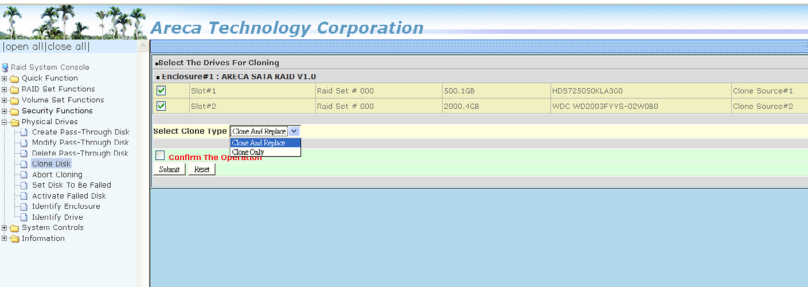 Areca Technology Corporation
|open all|close all|
Raid System Console
Quick Function
RAID Set Functions
Volume Set Functions
Security Functions
Physical Drives
Create Pass-Through Disk
Modify Pass-Through Disk
Delete Pass-Through Disk
Clone Disk
Abort Cloning
Set Disk To Be Failed
Activate Failed Disk
Identify Enclosure
Identify Drive
System Controls
Information
Select The Drives For Cloning
Enclosure#1 : ARECA SATA RAID V1.0
Slot#1 Raid Set # 000 500.1GB HDS725050KLA360 Clone Source#1
Slot#2 Raid Set # 000 2000.4GB WDC WD2003FYYS-02W0B0 Clone Source#2
Select Clone Type Clone And Replace
Clone And Replace
Clone Only
Confirm The Operation
Submit Reset